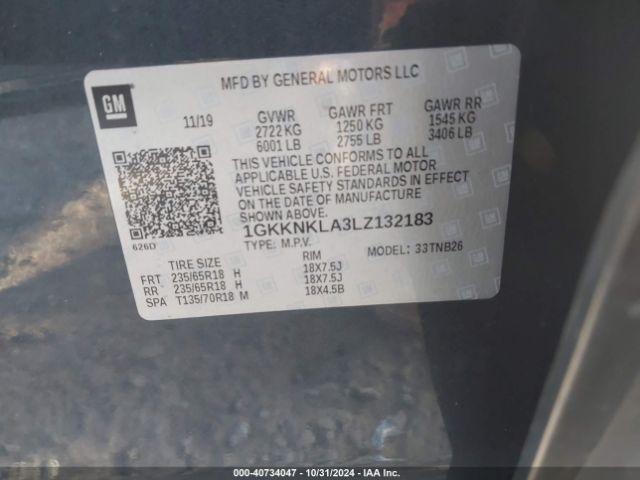 MFD BY GENERAL MOTORS LLC
GM
11/19 GVWR GAWR FRT GAWR RR
2722 KG 1250 KG 1545 KG
6001 LB 2755 LB 3406 LB
THIS VEHICLE CONFORMS TO ALL
APPLICABLE U.S. FEDERAL MOTOR
VEHICLE SAFETY STANDARDS IN EFFECT
ON THE DATE OF MANUFACTURE
SHOWN ABOVE.
626D 1GKKNKLA3LZ132183
TYPE: M.P.V. MODEL: 33TNB26
TIRE SIZE RIM
FRT 235/65R18 H 18X7.5J
RR 235/65R18 H 18X7.5J
SPA T135/70R18 M 18X4.5B
000-40734047 • 10/31/2024 • IAA Inc.